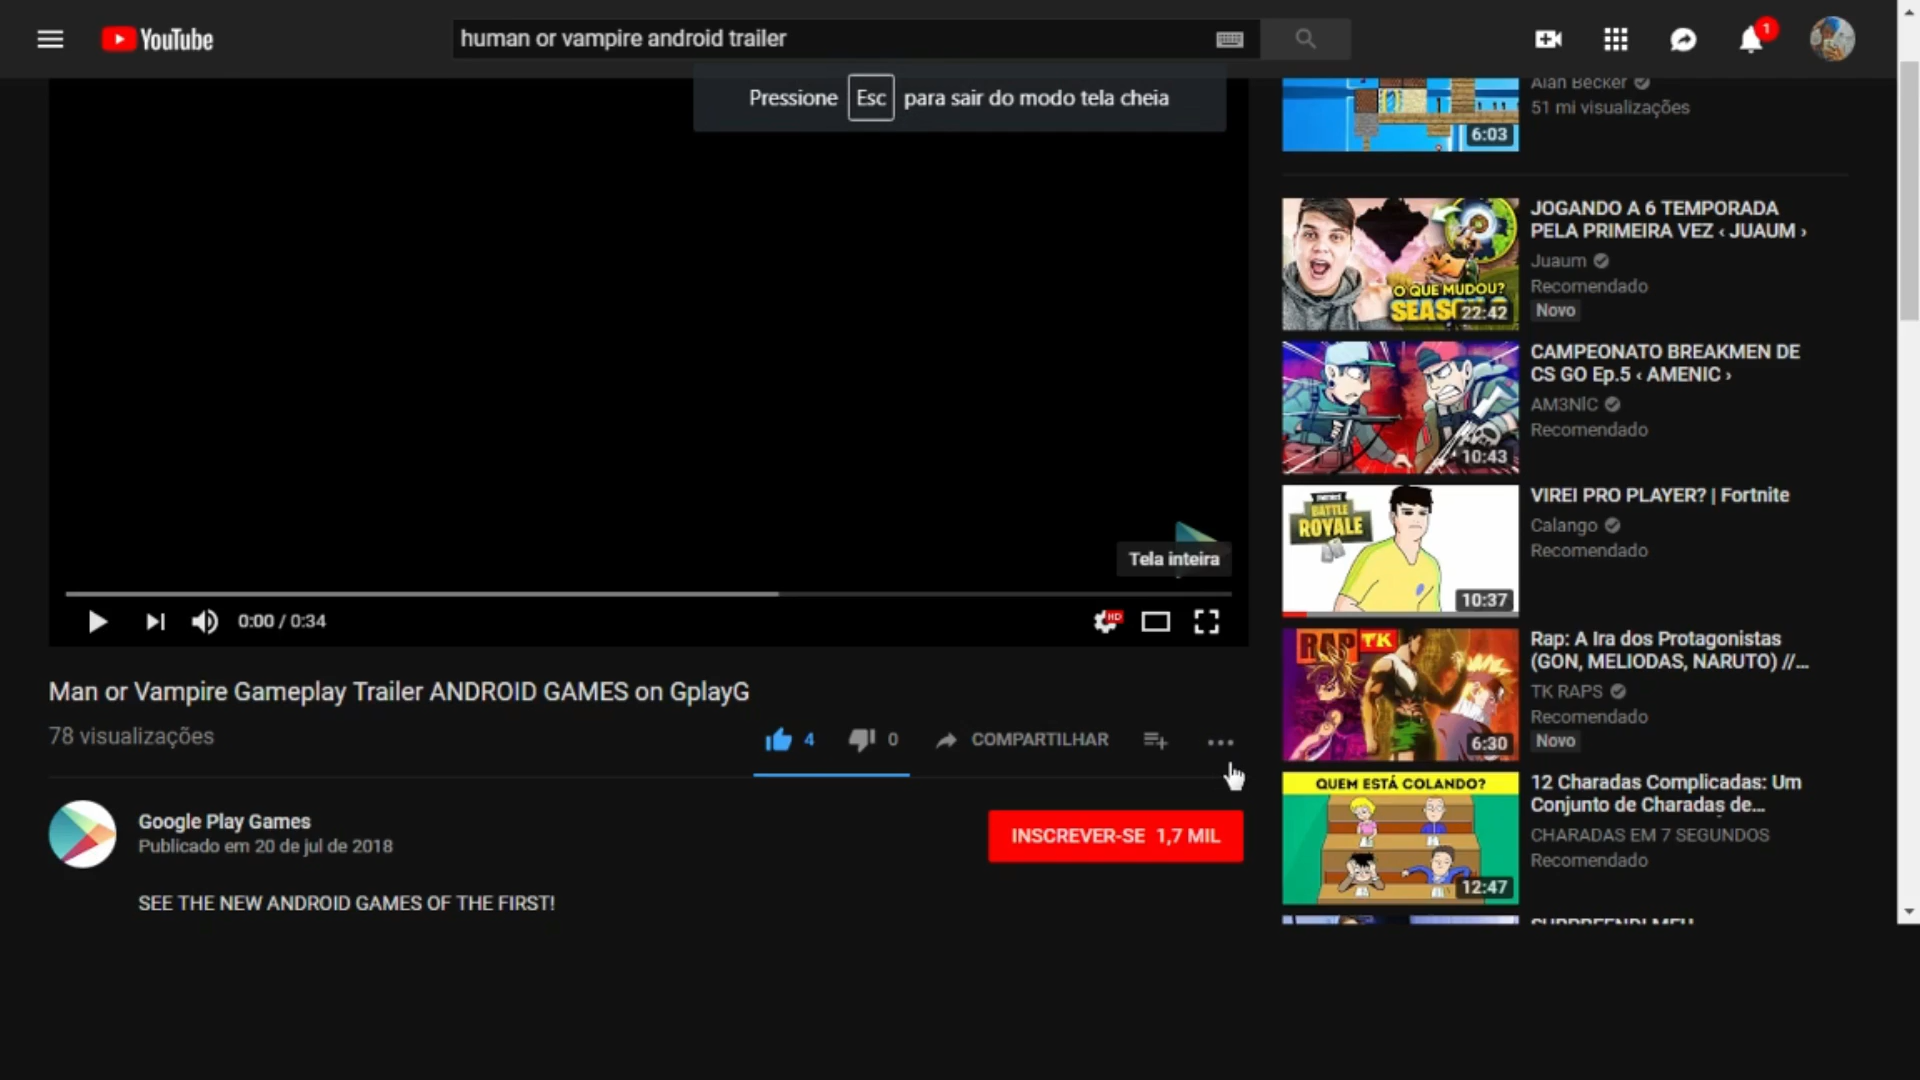 YouTube
human or vampire android trailer
1
Pressione Esc para sair do modo tela cheia
Tela inteira
0:00 / 0:34
HD
Man or Vampire Gameplay Trailer ANDROID GAMES on GplayG
78 visualizações
4
0
COMPARTILHAR
Google Play Games
Publicado em 20 de jul de 2018
INSCREVER-SE 1,7 MIL
SEE THE NEW ANDROID GAMES OF THE FIRST!
Alan Becker
51 mi visualizações
6:03
JOGANDO A 6 TEMPORADA
PELA PRIMEIRA VEZ ‹ JUAUM ›
Juaum
Recomendado
Novo
O QUE MUDOU?
22:42
CAMPEONATO BREAKMEN DE
CS GO Ep.5 ‹ AMENIC ›
AM3NIC
Recomendado
10:43
VIREI PRO PLAYER? | Fortnite
Calango
Recomendado
BATTLE
ROYALE
10:37
Rap: A Ira dos Protagonistas
(GON, MELIODAS, NARUTO) //...
TK RAPS
Recomendado
Novo
RAP TK
6:30
12 Charadas Complicadas: Um
Conjunto de Charadas de...
CHARADAS EM 7 SEGUNDOS
Recomendado
QUEM ESTÁ COLANDO?
12:47